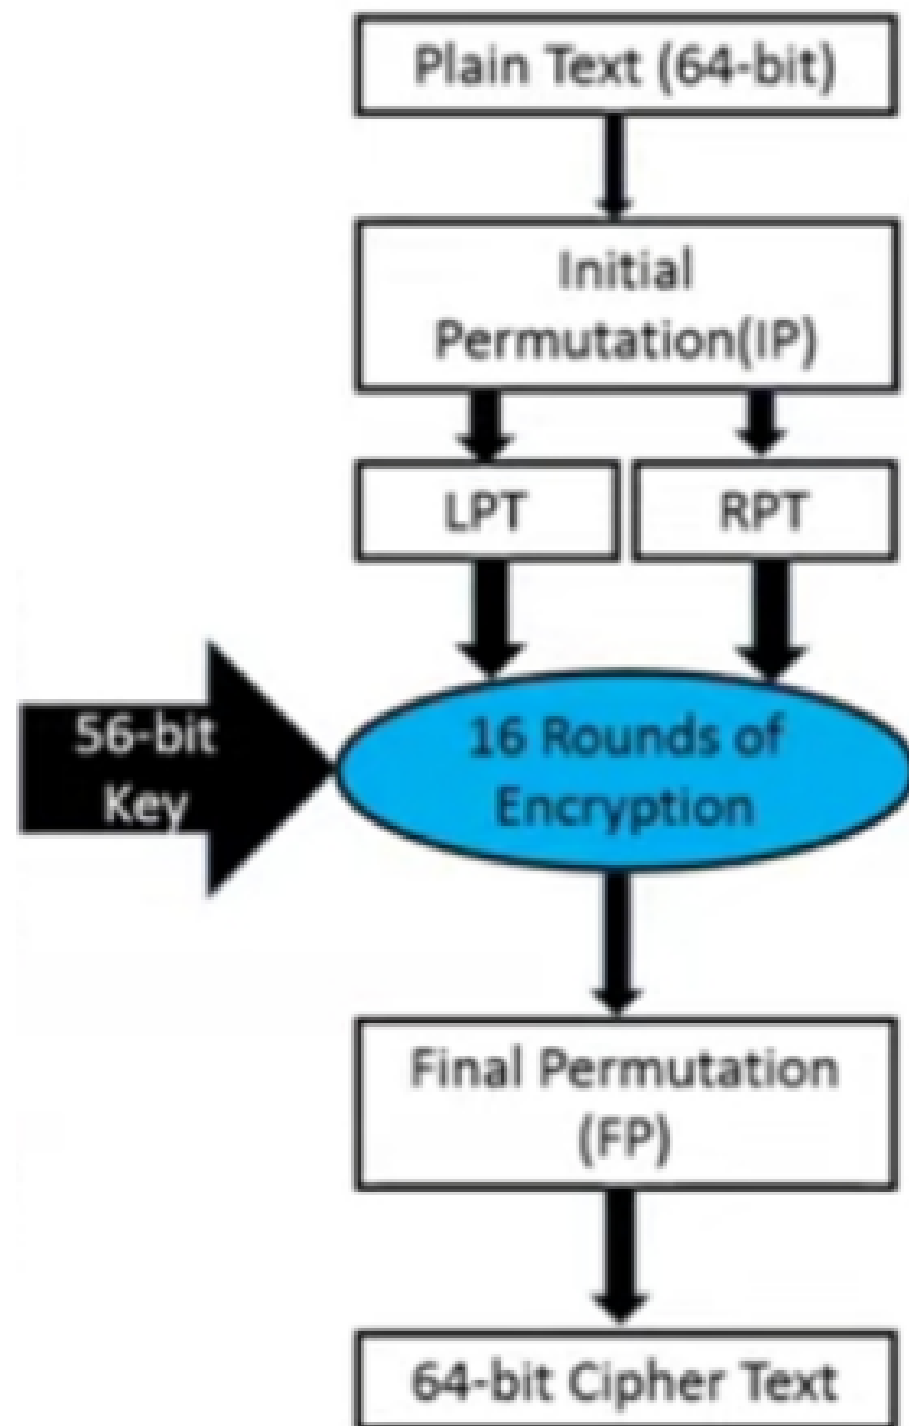 Plain Text (64-bit)
Initial
Permutation(IP)
LPT
RPT
56-bit
Key
16 Rounds of
Encryption
Final Permutation
(FP)
64-bit Cipher Text